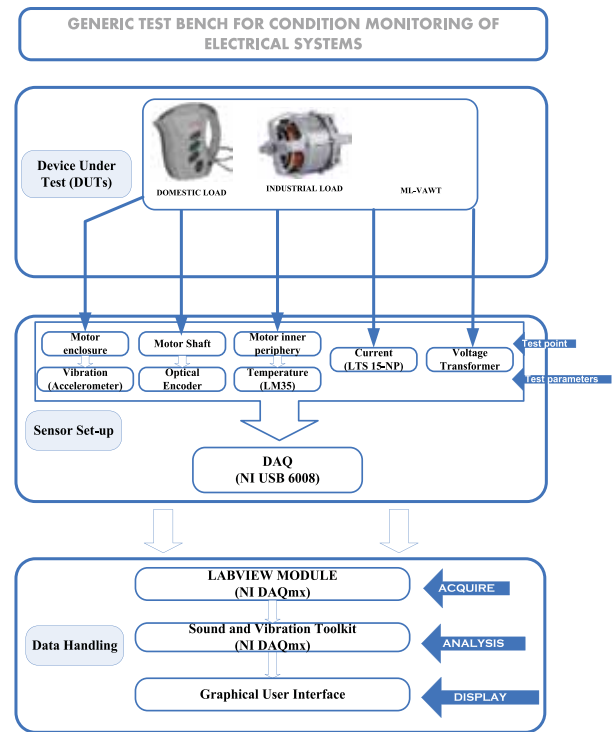 GENERIC TEST BENCH FOR CONDITION MONITORING OF
ELECTRICAL SYSTEMS
Device Under
Test (DUTs)
DOMESTIC LOAD
INDUSTRIAL LOAD
ML-VAWT
Motor
enclosure
Motor Shaft
Motor inner
periphery
Current
(LTS 15-NP)
Voltage
Transformer
Test point
Vibration
(Accelerometer)
Optical
Encoder
Temperature
(LM35)
Test parameters
Sensor Set-up
DAQ
(NI USB 6008)
Data Handling
LABVIEW MODULE
(NI DAQmx)
ACQUIRE
Sound and Vibration Toolkit
(NI DAQmx)
ANALYSIS
Graphical User Interface
DISPLAY